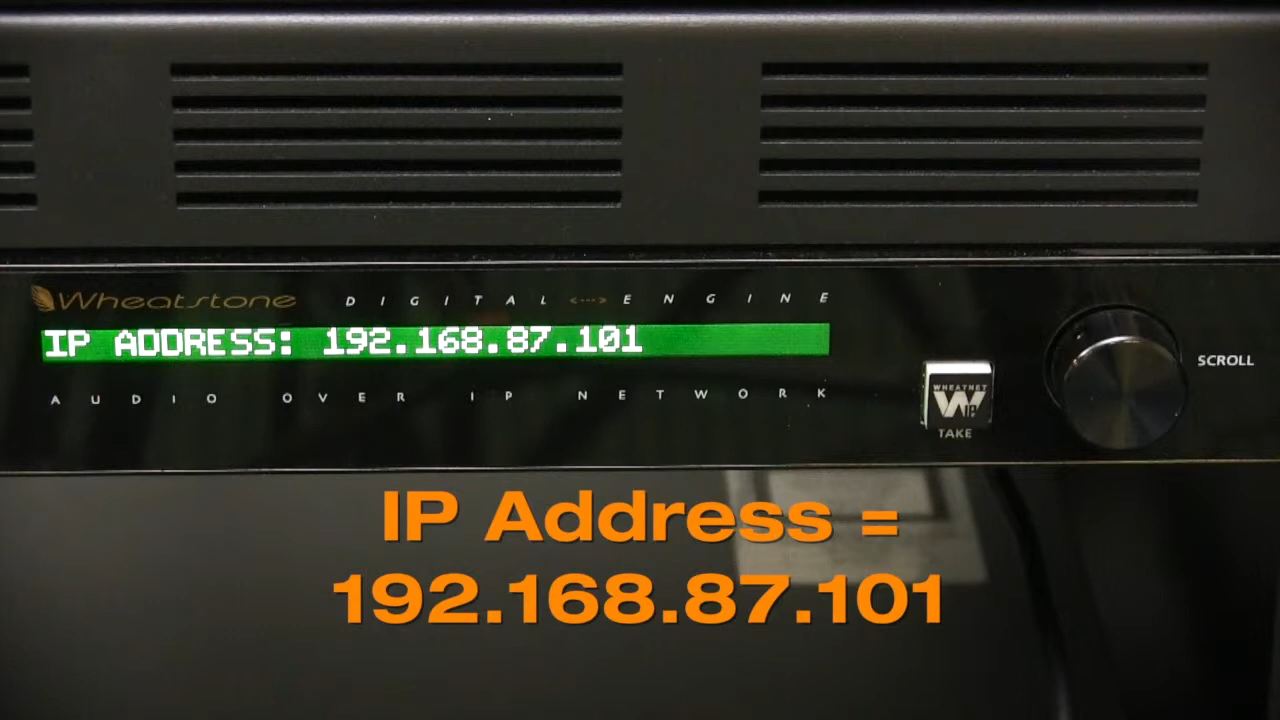 Wheatstone DIGITAL <····> ENGINE
IP ADDRESS: 192.168.87.101
AUDIO OVER IP NETWORK
WHEATNET
W IP
TAKE
SCROLL
IP Address =
192.168.87.101